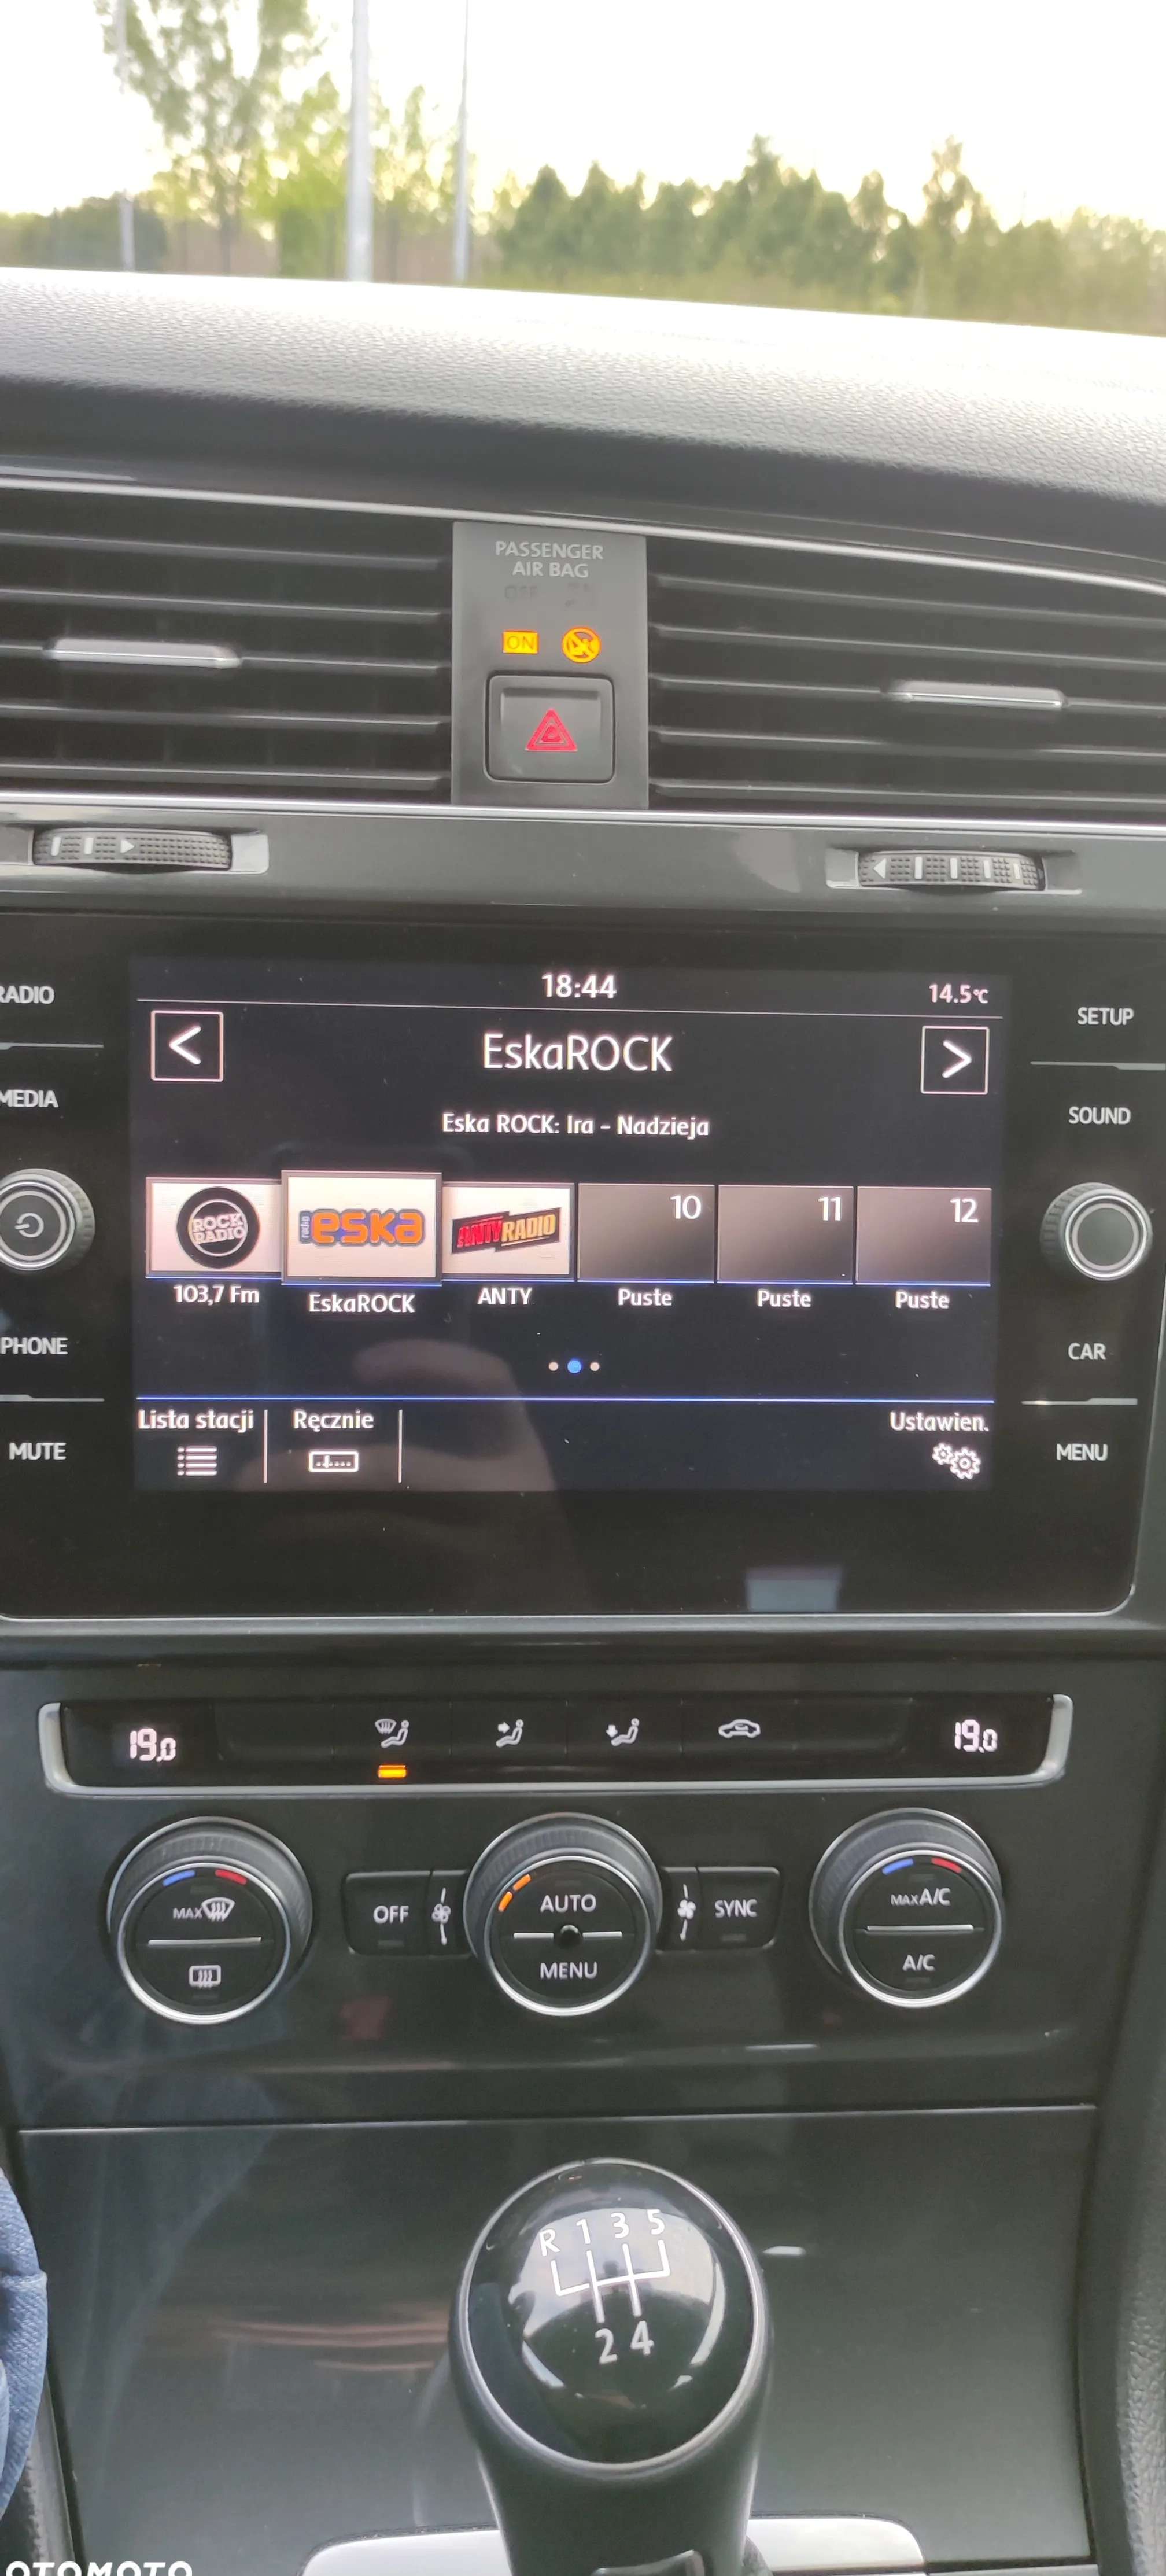 PASSENGER
AIR BAG
OFF
ON
18:44
14.5°C
RADIO
SETUP
<
EskaROCK
>
MEDIA
SOUND
Eska ROCK: Ira - Nadzieja
ROCK
RADIO
radio eska
ANTYRADIO
10
11
12
103,7 Fm
EskaROCK
ANTY
Puste
Puste
Puste
PHONE
CAR
Lista stacji
Ręcznie
Ustawien.
MUTE
MENU
19.0
19.0
MAX
OFF
AUTO
SYNC
MAX A/C
MENU
A/C
R 1 3 5
2 4
OTOMOTO